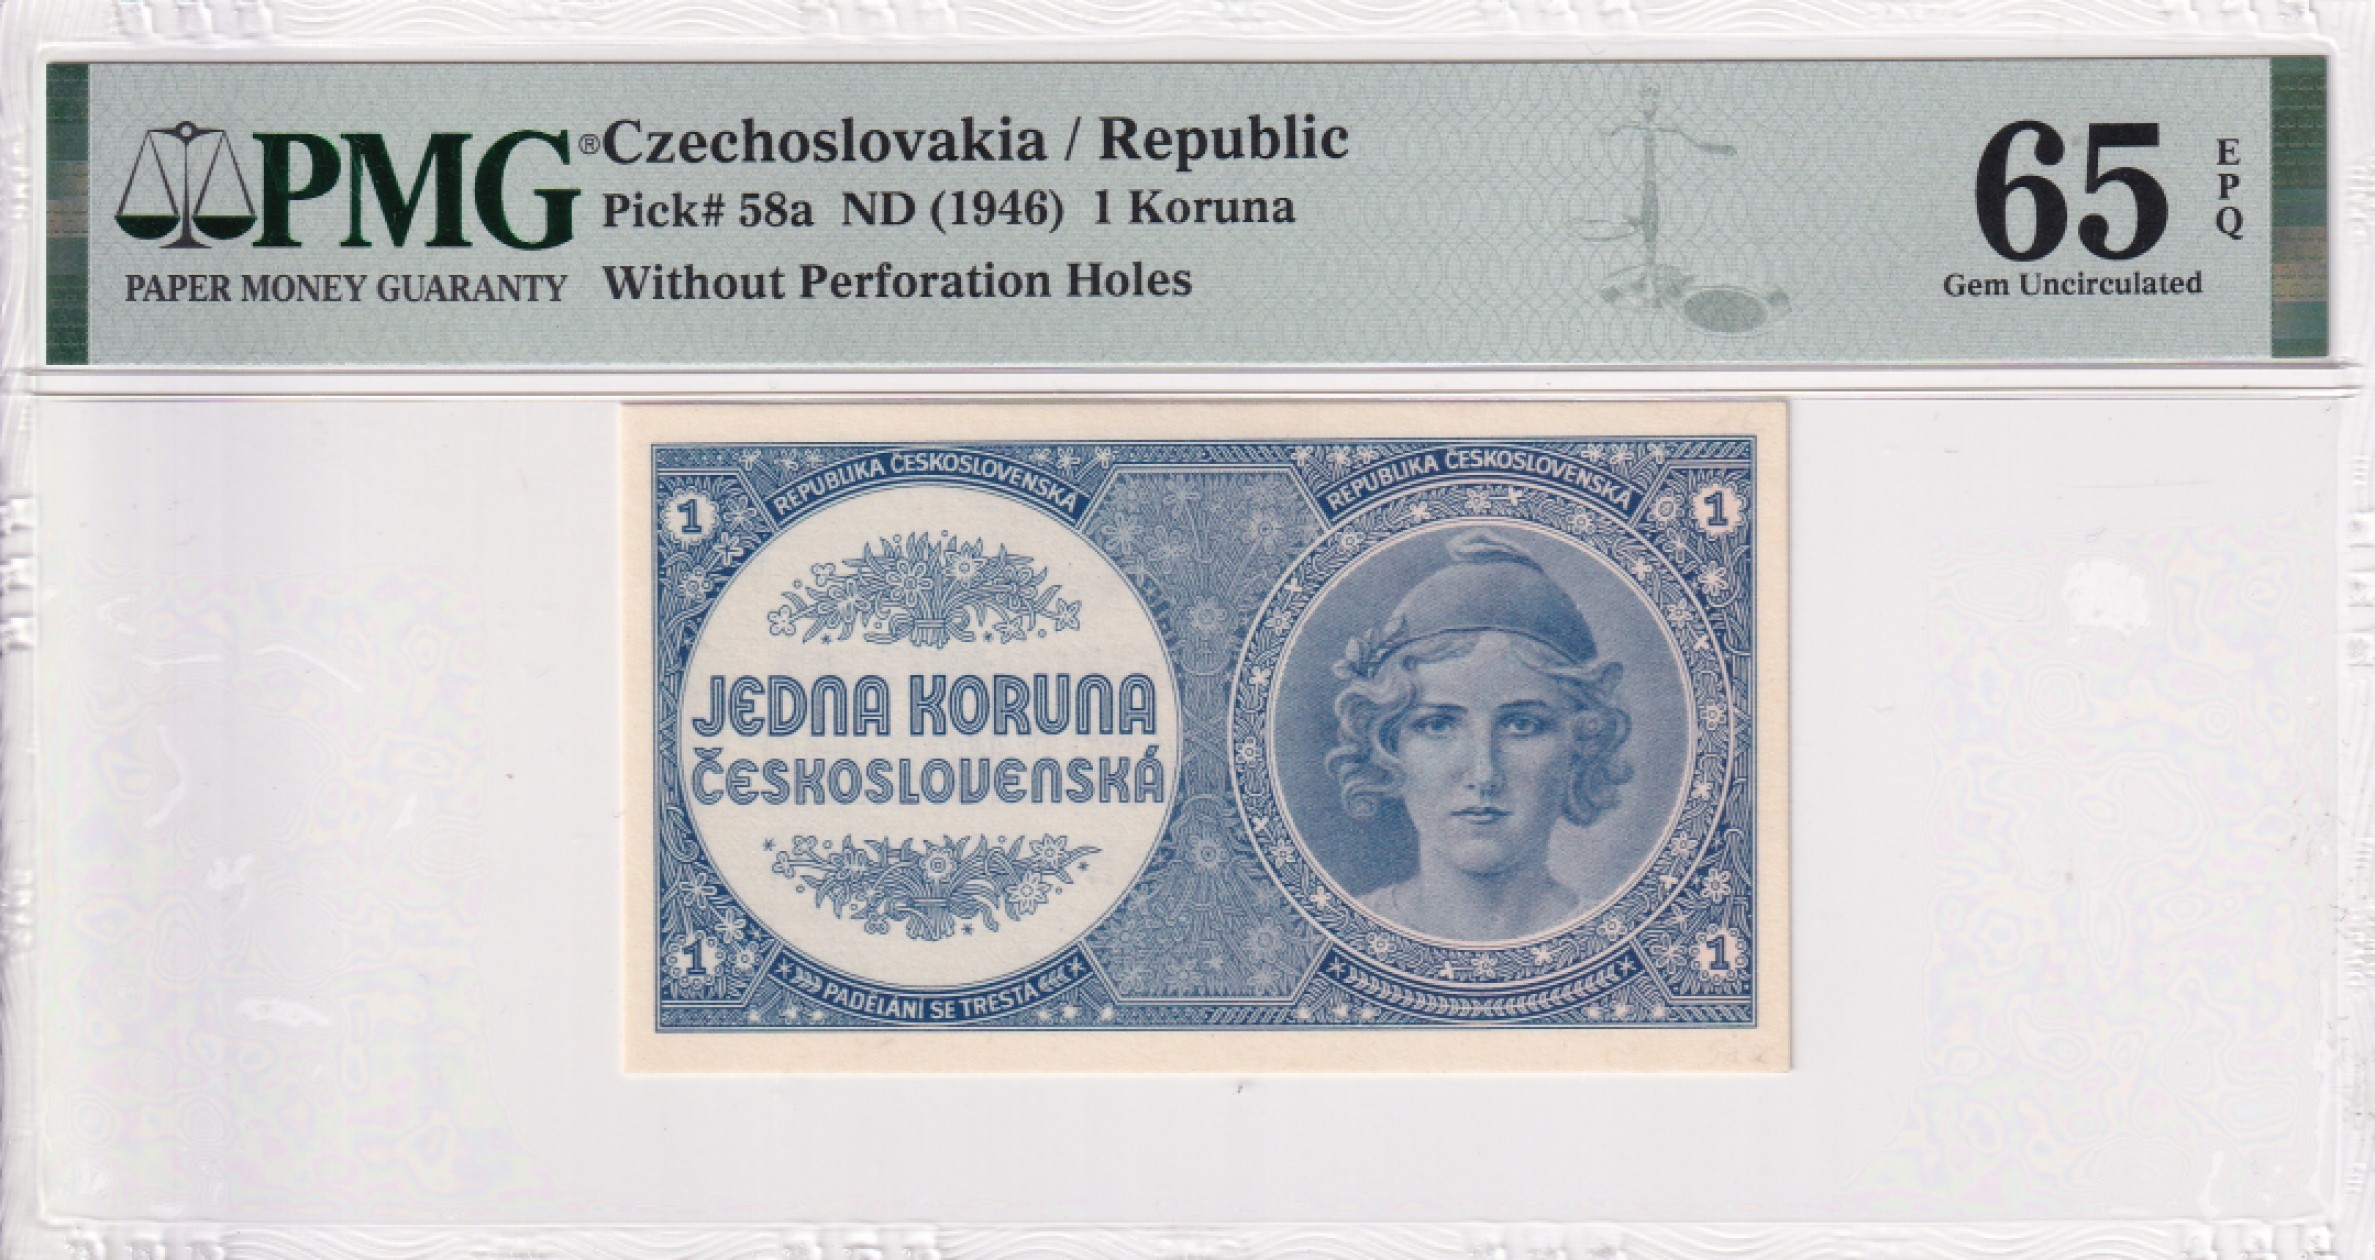 PMG®
PAPER MONEY GUARANTY
Czechoslovakia / Republic
Pick# 58a ND (1946) 1 Koruna
Without Perforation Holes
65
EPQ
Gem Uncirculated
REPUBLIKA ČESKOSLOVENSKÁ
REPUBLIKA ČESKOSLOVENSKÁ
1
1
JEDNA KORUNA
ČESKOSLOVENSKÁ
1
1
PADĚLÁNÍ SE TRESTÁ